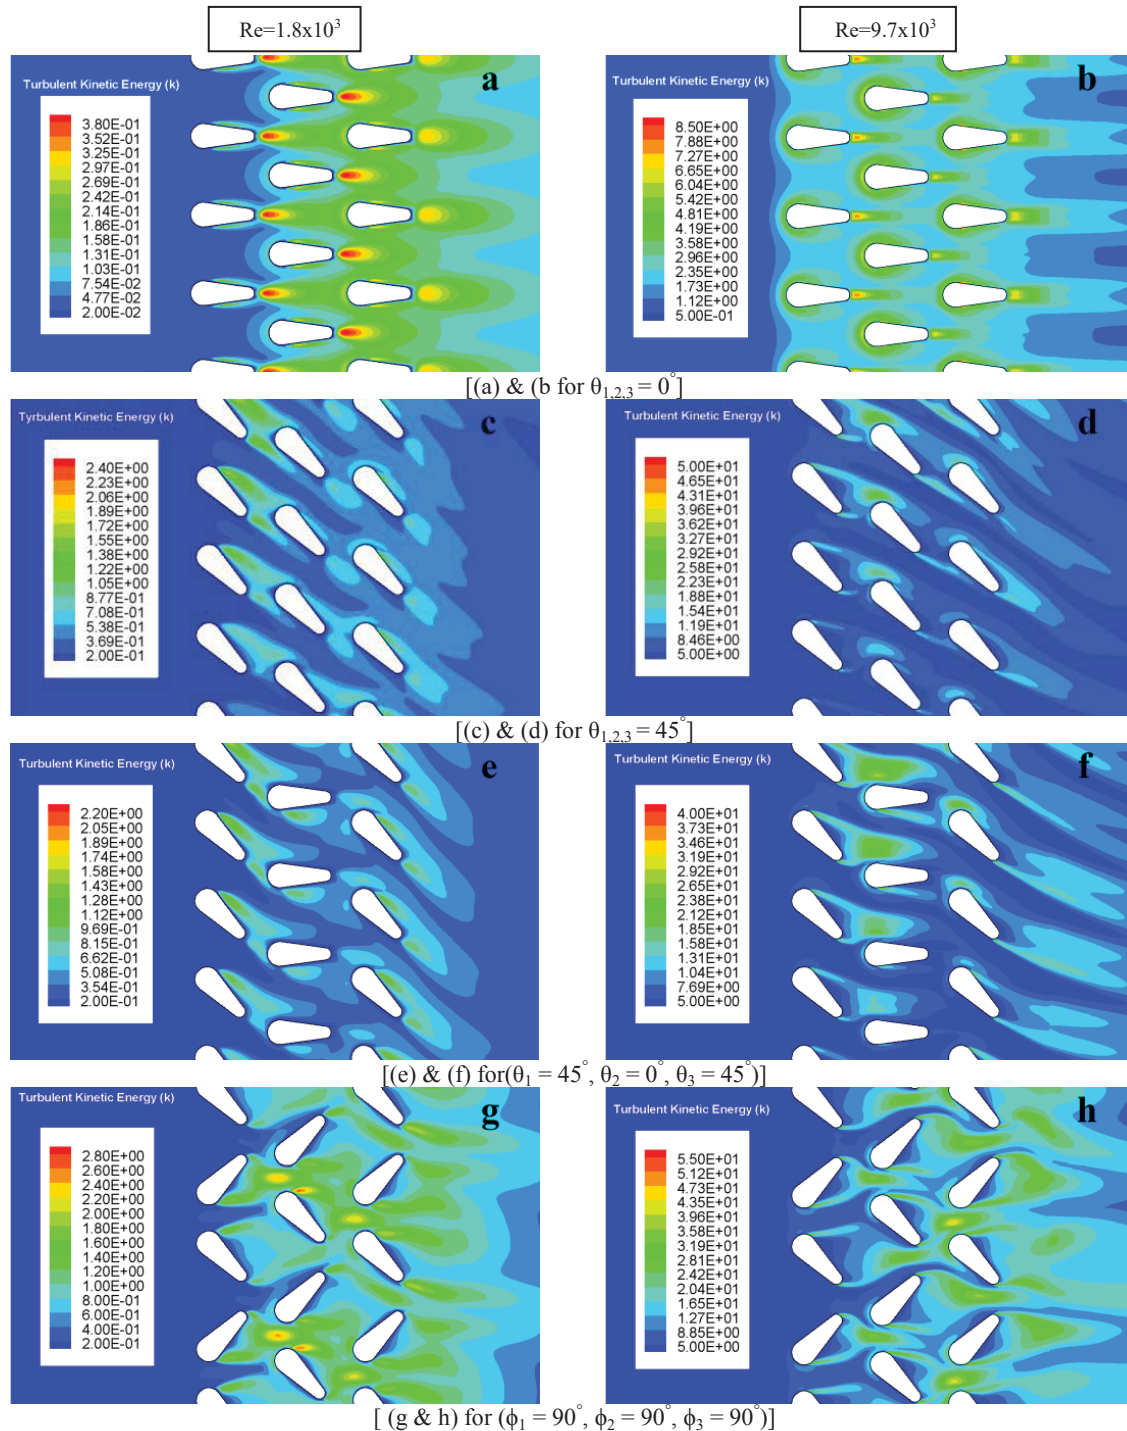 Re=1.8x10³
Re=9.7x10³
Turbulent Kinetic Energy (k)
a
3.80E-01
3.52E-01
3.25E-01
2.97E-01
2.69E-01
2.42E-01
2.14E-01
1.86E-01
1.58E-01
1.31E-01
1.03E-01
7.54E-02
4.77E-02
2.00E-02
Turbulent Kinetic Energy (k)
b
8.50E+00
7.88E+00
7.27E+00
6.65E+00
6.04E+00
5.42E+00
4.81E+00
4.19E+00
3.58E+00
2.96E+00
2.35E+00
1.73E+00
1.12E+00
5.00E-01
[(a) & (b for θ1,2,3 = 0°]
Tyrbulent Kinetic Energy (k)
c
2.40E+00
2.23E+00
2.06E+00
1.89E+00
1.72E+00
1.55E+00
1.38E+00
1.22E+00
1.05E+00
8.77E-01
7.08E-01
5.38E-01
3.69E-01
2.00E-01
Turbulent Kinetic Energy (k)
d
5.00E+01
4.65E+01
4.31E+01
3.96E+01
3.62E+01
3.27E+01
2.92E+01
2.58E+01
2.23E+01
1.88E+01
1.54E+01
1.19E+01
8.46E+00
5.00E+00
[(c) & (d) for θ1,2,3 = 45°]
Turbulent Kinetic Energy (k)
e
2.20E+00
2.05E+00
1.89E+00
1.74E+00
1.58E+00
1.43E+00
1.28E+00
1.12E+00
9.69E-01
8.15E-01
6.62E-01
5.08E-01
3.54E-01
2.00E-01
Turbulent Kinetic Energy (k)
f
4.00E+01
3.73E+01
3.46E+01
3.19E+01
2.92E+01
2.65E+01
2.38E+01
2.12E+01
1.85E+01
1.58E+01
1.31E+01
1.04E+01
7.69E+00
5.00E+00
[(e) & (f) for(θ1 = 45°, θ2 = 0°, θ3 = 45°)]
Turbulent Kinetic Energy (k)
g
2.80E+00
2.60E+00
2.40E+00
2.20E+00
2.00E+00
1.80E+00
1.60E+00
1.40E+00
1.20E+00
1.00E+00
8.00E-01
6.00E-01
4.00E-01
2.00E-01
Turbulent Kinetic Energy (k)
h
5.50E+01
5.12E+01
4.73E+01
4.35E+01
3.96E+01
3.58E+01
3.19E+01
2.81E+01
2.42E+01
2.04E+01
1.65E+01
1.27E+01
8.85E+00
5.00E+00
[ (g & h) for (ϕ1 = 90°, ϕ2 = 90°, ϕ3 = 90°)]